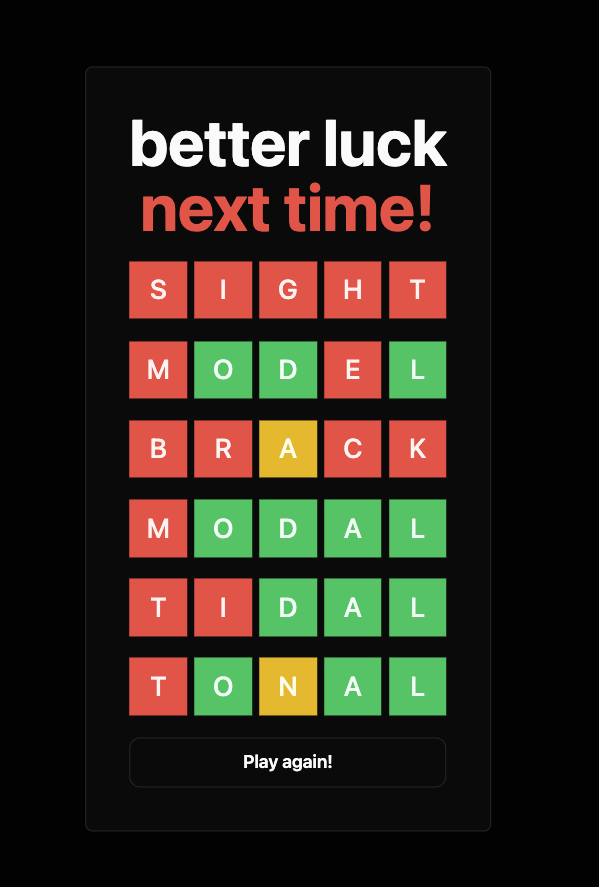 better luck
next time!
S I G H T
M O D E L
B R A C K
M O D A L
T I D A L
T O N A L
Play again!